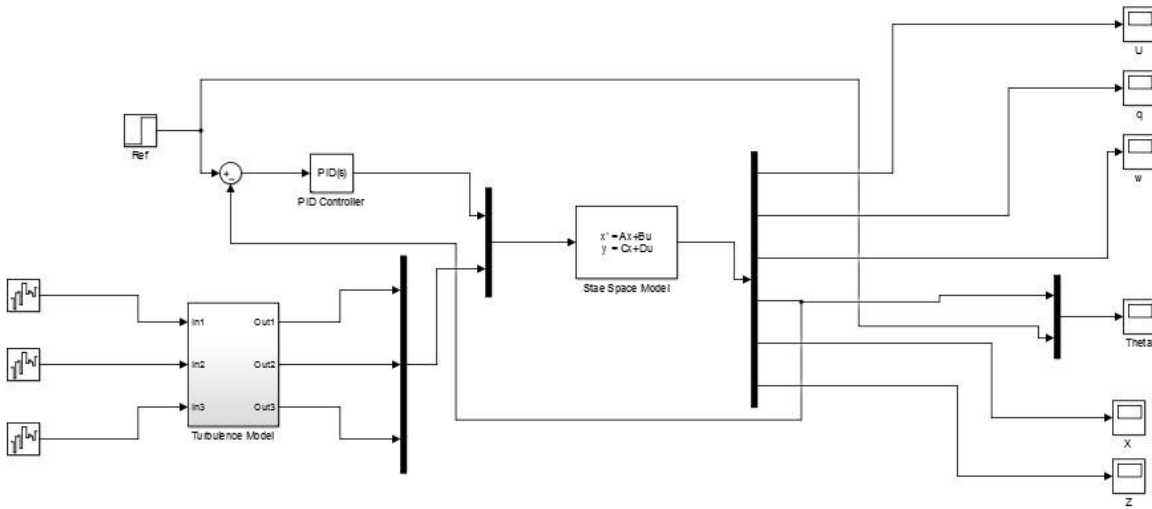 U
q
Ref
w
+
-
PID(s)
PID Controller
x' = Ax+Bu
y = Cx+Du
Stae Space Model
In1
Out1
In2
Out2
In3
Out3
Turbulence Model
Theta
X
Z